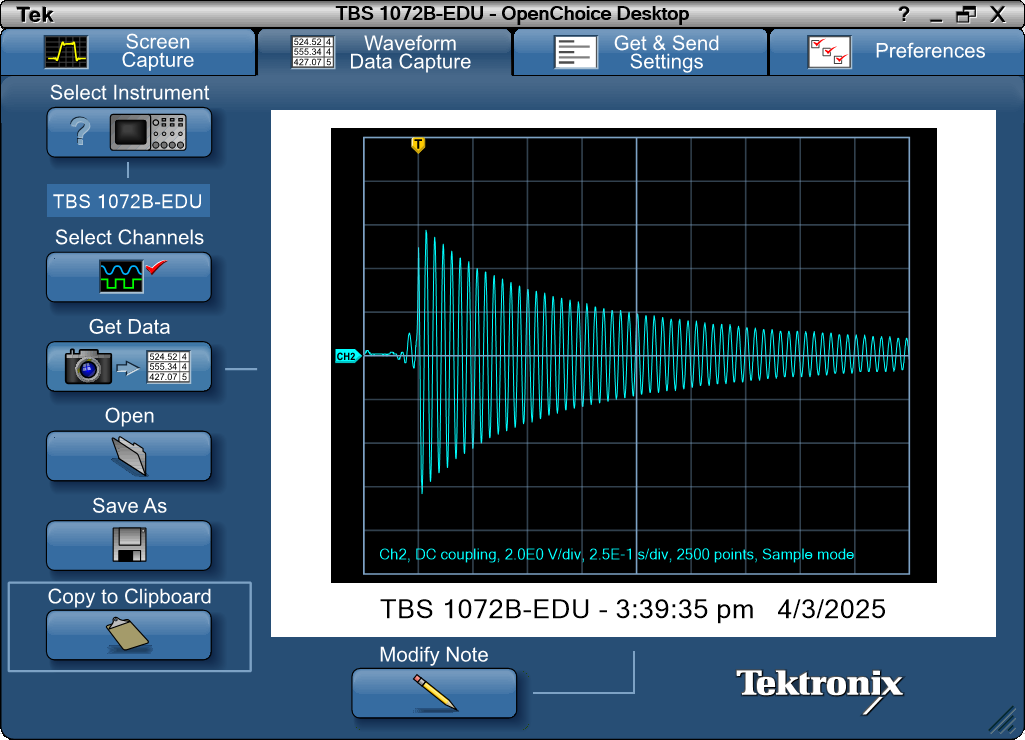 Tek
TBS 1072B-EDU - OpenChoice Desktop
? _ X
Screen
Capture
524.52 4
555.34 4
427.07 5
Waveform
Data Capture
Get & Send
Settings
Preferences
Select Instrument
?
TBS 1072B-EDU
Select Channels
Get Data
524.52 4
555.34 4
427.07 5
Open
Save As
Copy to Clipboard
T
CH2
Ch2, DC coupling, 2.0E0 V/div, 2.5E-1 s/div, 2500 points, Sample mode
TBS 1072B-EDU - 3:39:35 pm 4/3/2025
Modify Note
Tektronix